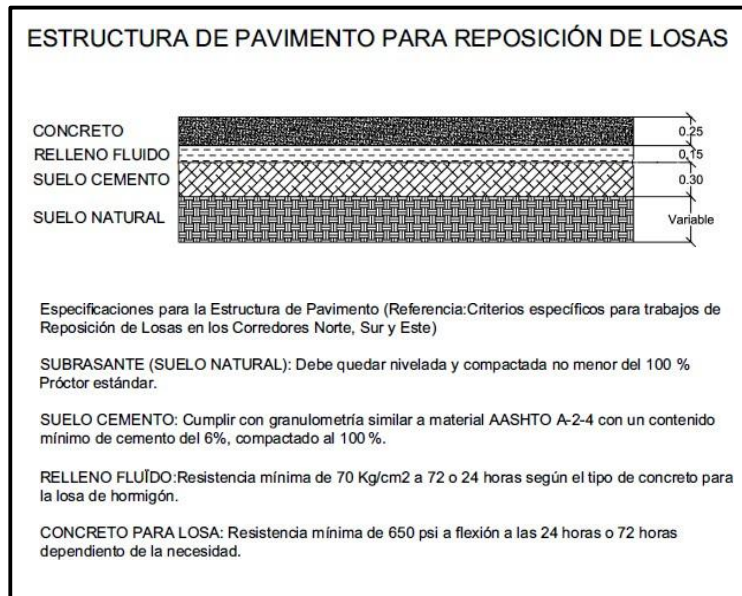 ESTRUCTURA DE PAVIMENTO PARA REPOSICIÓN DE LOSAS
CONCRETO
0.25
RELLENO FLUIDO
0.15
SUELO CEMENTO
0.30
SUELO NATURAL
Variable
Especificaciones para la Estructura de Pavimento (Referencia:Criterios específicos para trabajos de
Reposición de Losas en los Corredores Norte, Sur y Este)
SUBRASANTE (SUELO NATURAL): Debe quedar nivelada y compactada no menor del 100 %
Próctor estándar.
SUELO CEMENTO: Cumplir con granulometría similar a material AASHTO A-2-4 con un contenido
mínimo de cemento del 6%, compactado al 100 %.
RELLENO FLUÏDO:Resistencia mínima de 70 Kg/cm2 a 72 o 24 horas según el tipo de concreto para
la losa de hormigón.
CONCRETO PARA LOSA: Resistencia mínima de 650 psi a flexión a las 24 horas o 72 horas
dependiento de la necesidad.